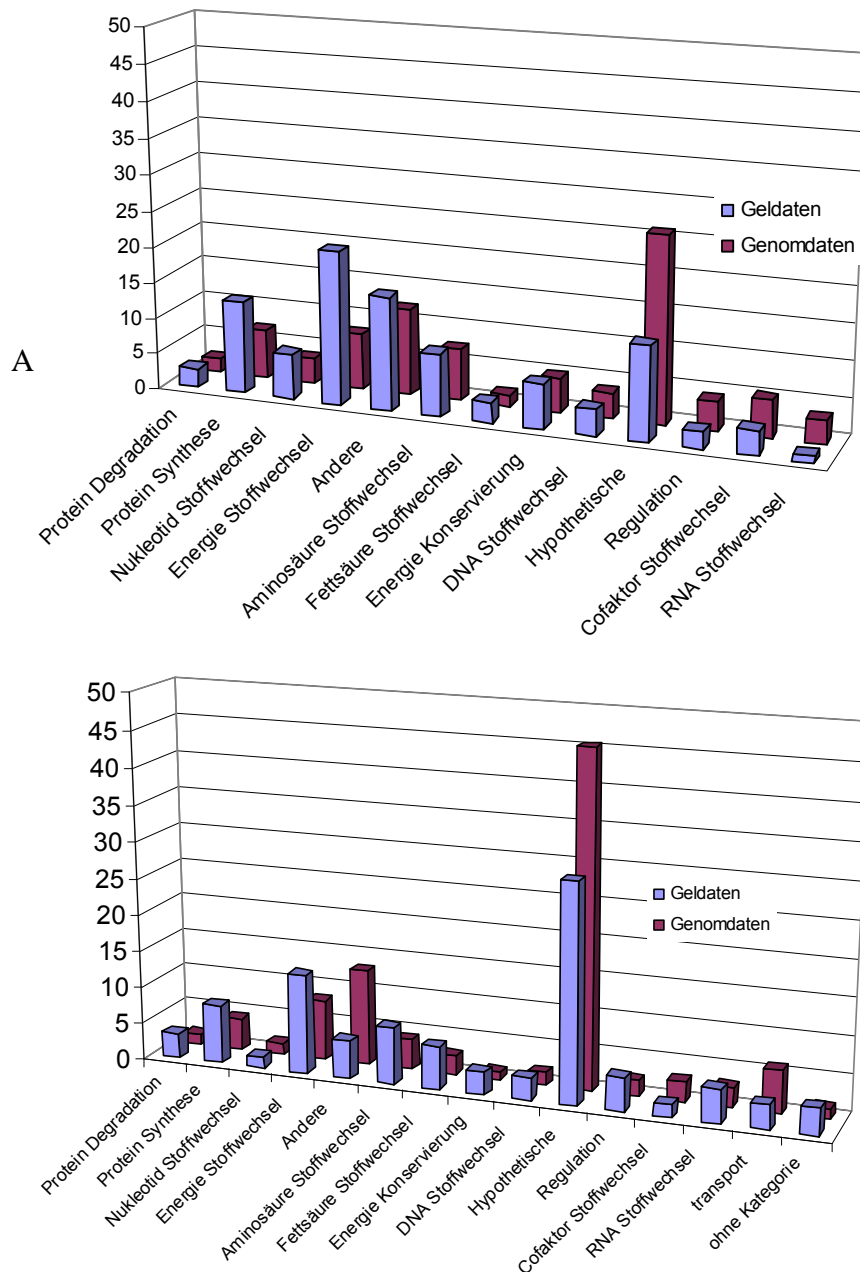 50
45
40
35
30
25
20
15
10
5
0
Geldaten
Genomdaten
A
Protein Degradation
Protein Synthese
Nukleotid Stoffwechsel
Energie Stoffwechsel
Andere
Aminosäure Stoffwechsel
Fettsäure Stoffwechsel
Energie Konservierung
DNA Stoffwechsel
Hypothetische
Regulation
Cofaktor Stoffwechsel
RNA Stoffwechsel
50
45
40
35
30
25
20
15
10
5
0
Geldaten
Genomdaten
Protein Degradation
Protein Synthese
Nukleotid Stoffwechsel
Energie Stoffwechsel
Andere
Aminosäure Stoffwechsel
Fettsäure Stoffwechsel
Energie Konservierung
DNA Stoffwechsel
Hypothetische
Regulation
Cofaktor Stoffwechsel
RNA Stoffwechsel
transport
ohne Kategorie